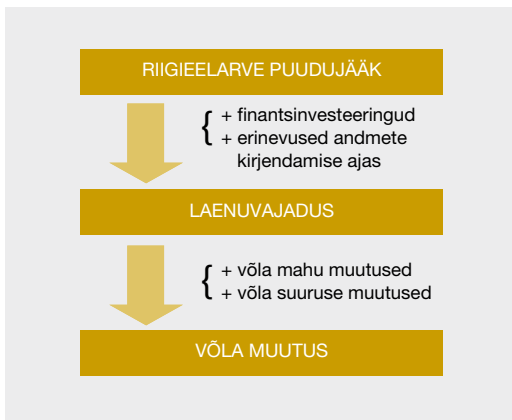 RIIGIEELARVE PUUDUJÄÄK
{ + finantsinvesteeringud
+ erinevused andmete
kirjendamise ajas
LAENUVAJADUS
{ + võla mahu muutused
+ võla suuruse muutused
VÕLA MUUTUS